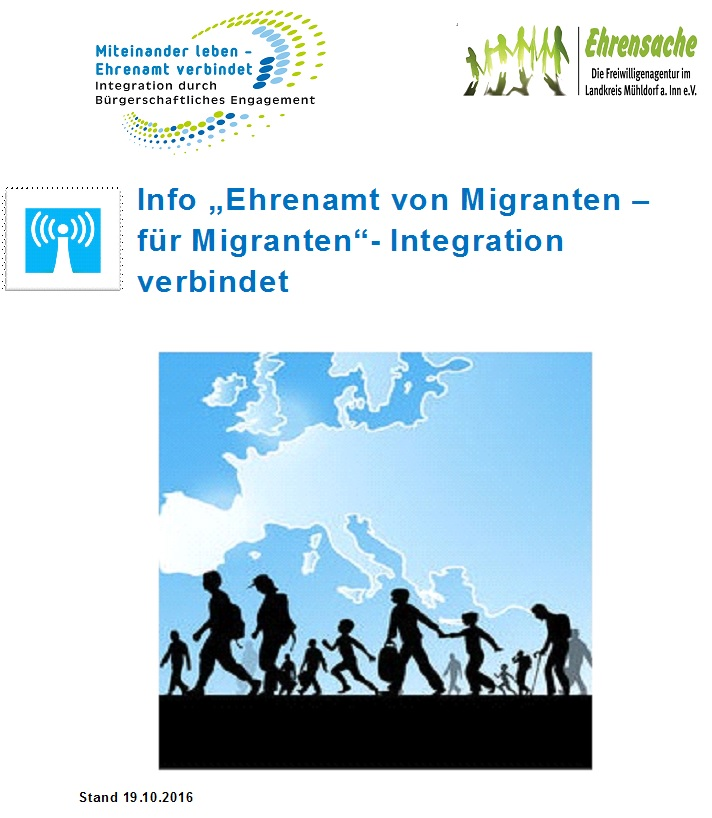 Miteinander leben –
Ehrenamt verbindet
Integration durch
Bürgerschaftliches Engagement
Ehrensache
Die Freiwilligenagentur im
Landkreis Mühldorf a. Inn e.V.
Info „Ehrenamt von Migranten –
für Migranten“- Integration
verbindet
Stand 19.10.2016